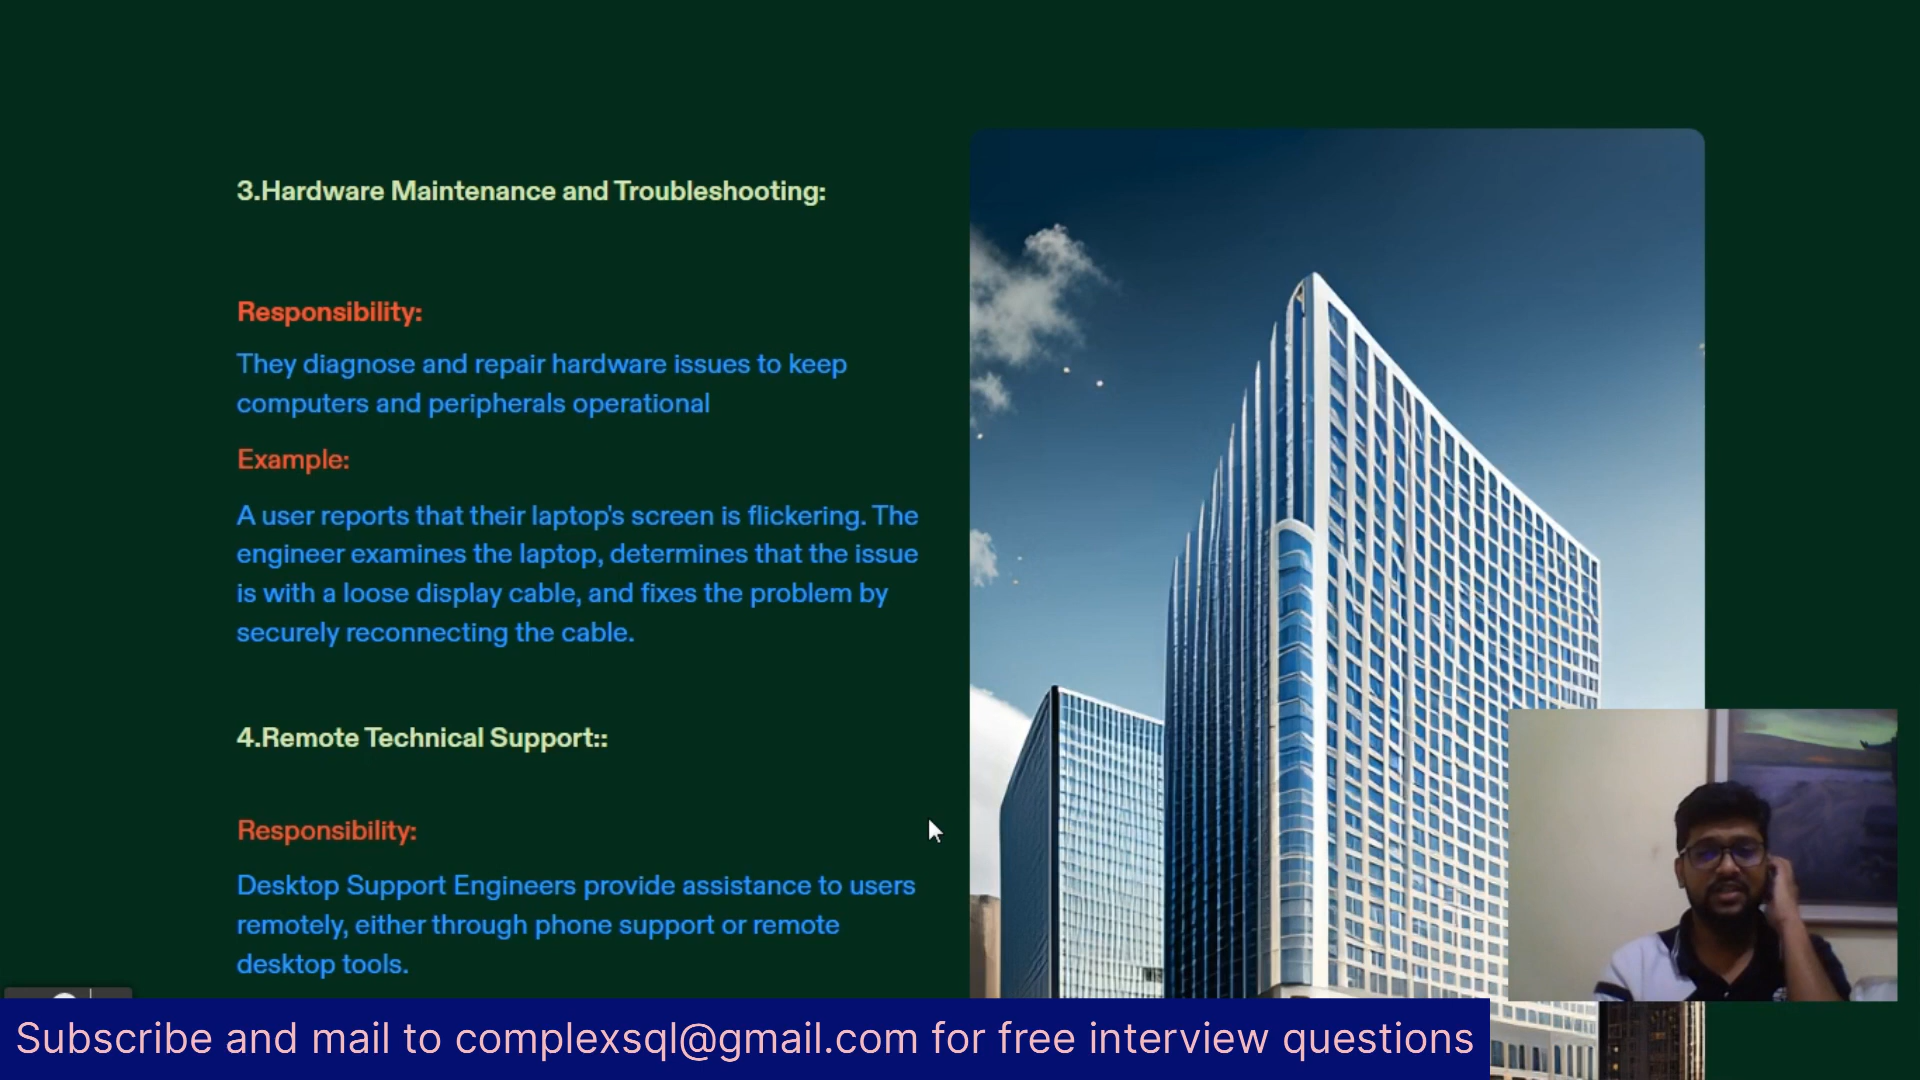 3.Hardware Maintenance and Troubleshooting:
Responsibility:
They diagnose and repair hardware issues to keep
computers and peripherals operational
Example:
A user reports that their laptop's screen is flickering. The
engineer examines the laptop, determines that the issue
is with a loose display cable, and fixes the problem by
securely reconnecting the cable.
4.Remote Technical Support::
Responsibility:
Desktop Support Engineers provide assistance to users
remotely, either through phone support or remote
desktop tools.
Subscribe and mail to complexsql@gmail.com for free interview questions